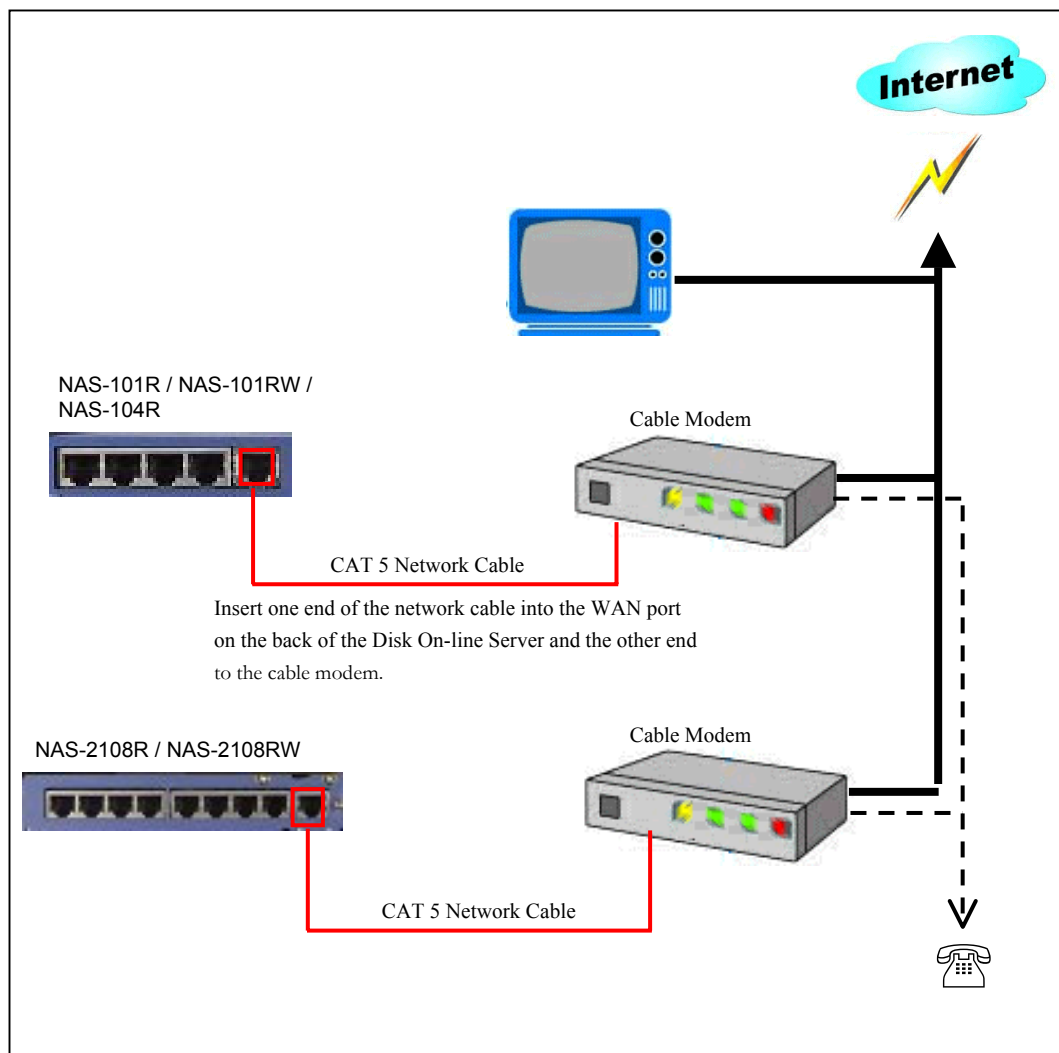 Internet
NAS-101R / NAS-101RW /
NAS-104R
Cable Modem
CAT 5 Network Cable
Insert one end of the network cable into the WAN port
on the back of the Disk On-line Server and the other end
to the cable modem.
NAS-2108R / NAS-2108RW
Cable Modem
CAT 5 Network Cable